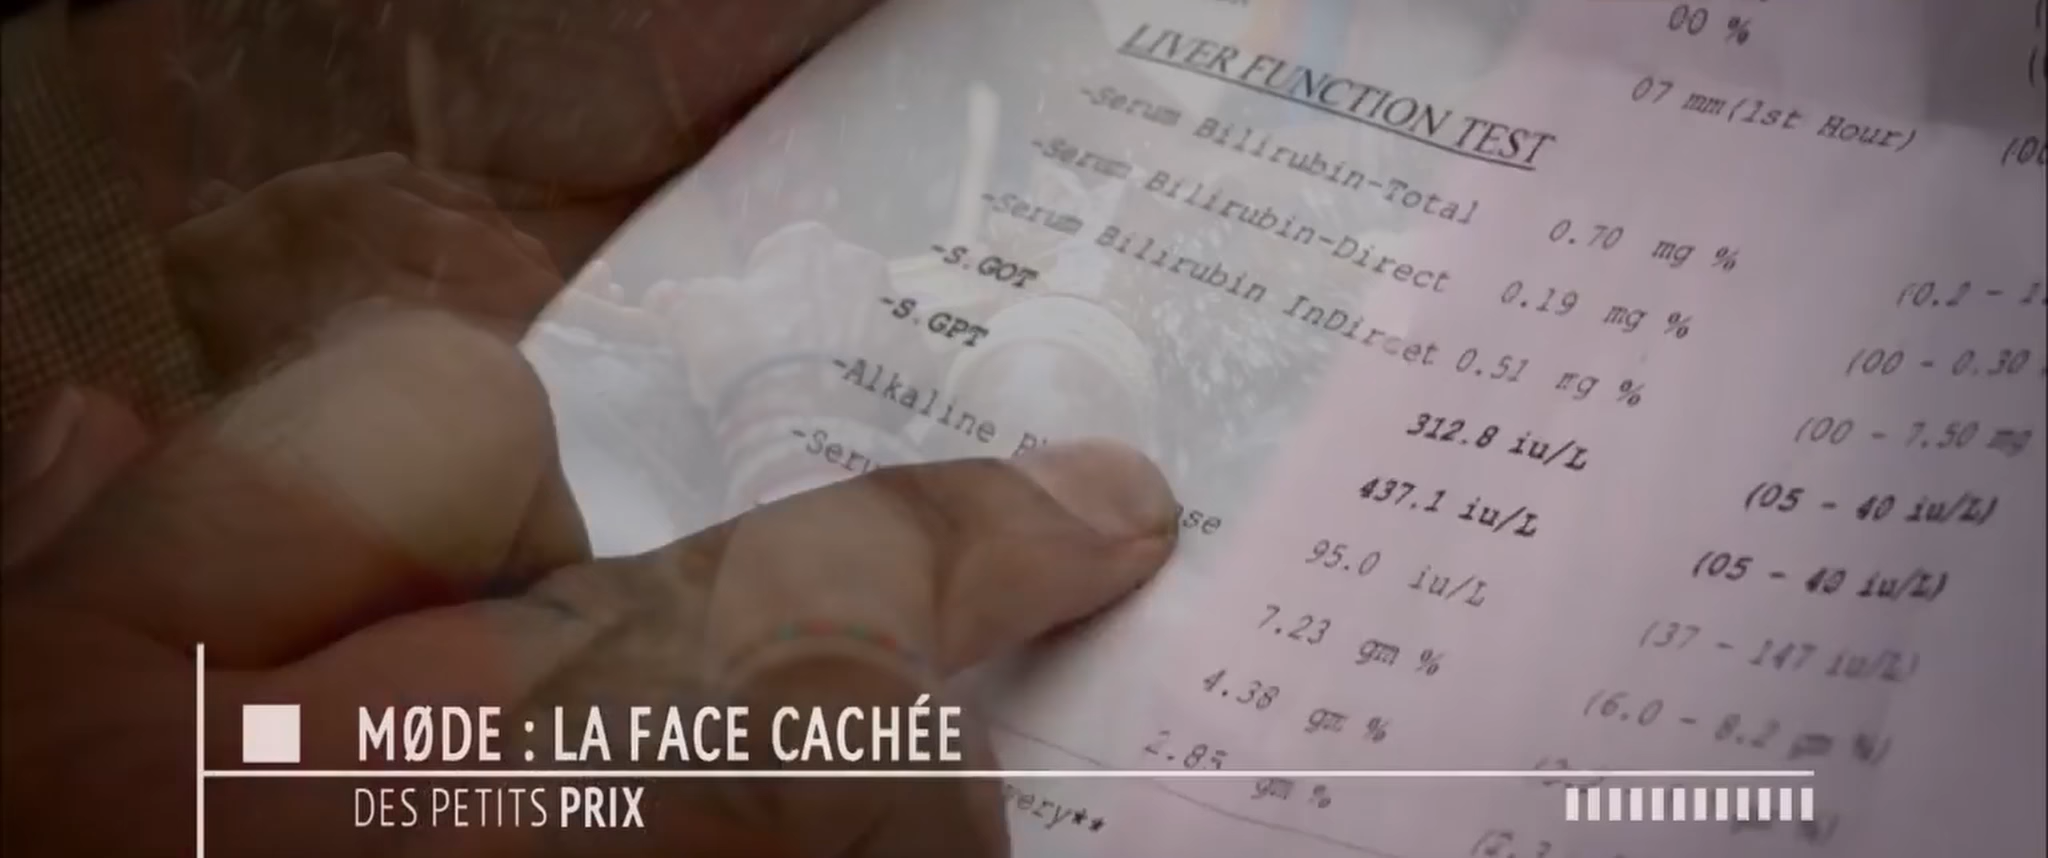 00 %
07 mm(1st Hour)
LIVER FUNCTION TEST
-Serum Bilirubin-Total 0.70 mg %
-Serum Bilirubin-Direct 0.19 mg % (00 - 0.30
-Serum Bilirubin InDircet 0.51 mg % (00 - 7.50 mg
-S.GOT 312.8 iu/L (05 - 40 iu/L)
-S.GPT 437.1 iu/L (05 - 40 iu/L)
-Alkaline 95.0 iu/L (37 - 147 iu/L)
7.23 gm % (6.0 - 8.2 gm %)
4.38 gm %
2.85 gm %
MØDE : LA FACE CACHÉE
DES PETITS PRIX